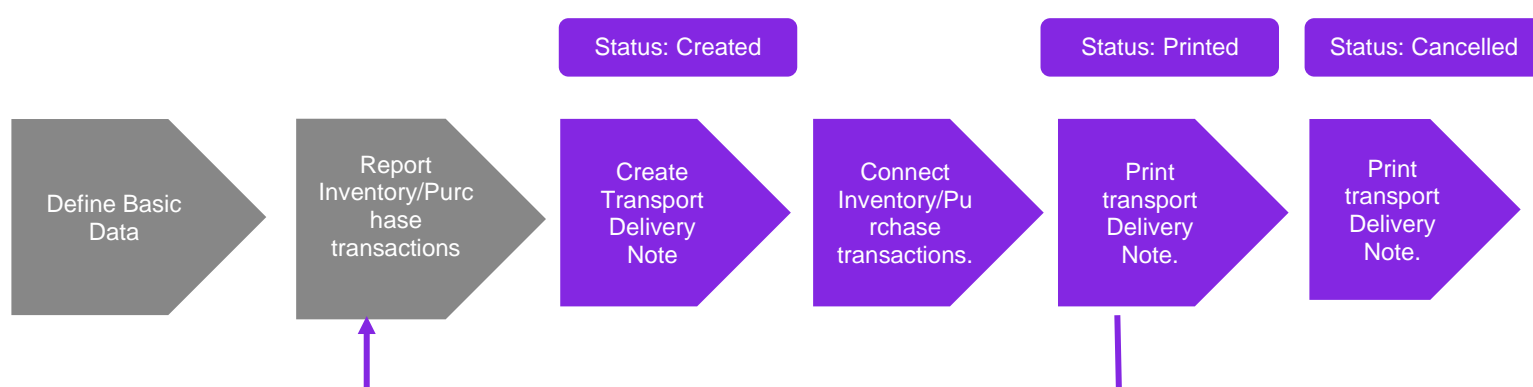 Status: Created
Status: Printed
Status: Cancelled
Define Basic
Data
Report
Inventory/Purc
hase
transactions
Create
Transport
Delivery
Note
Connect
Inventory/Pu
rchase
transactions.
Print
transport
Delivery
Note.
Print
transport
Delivery
Note.